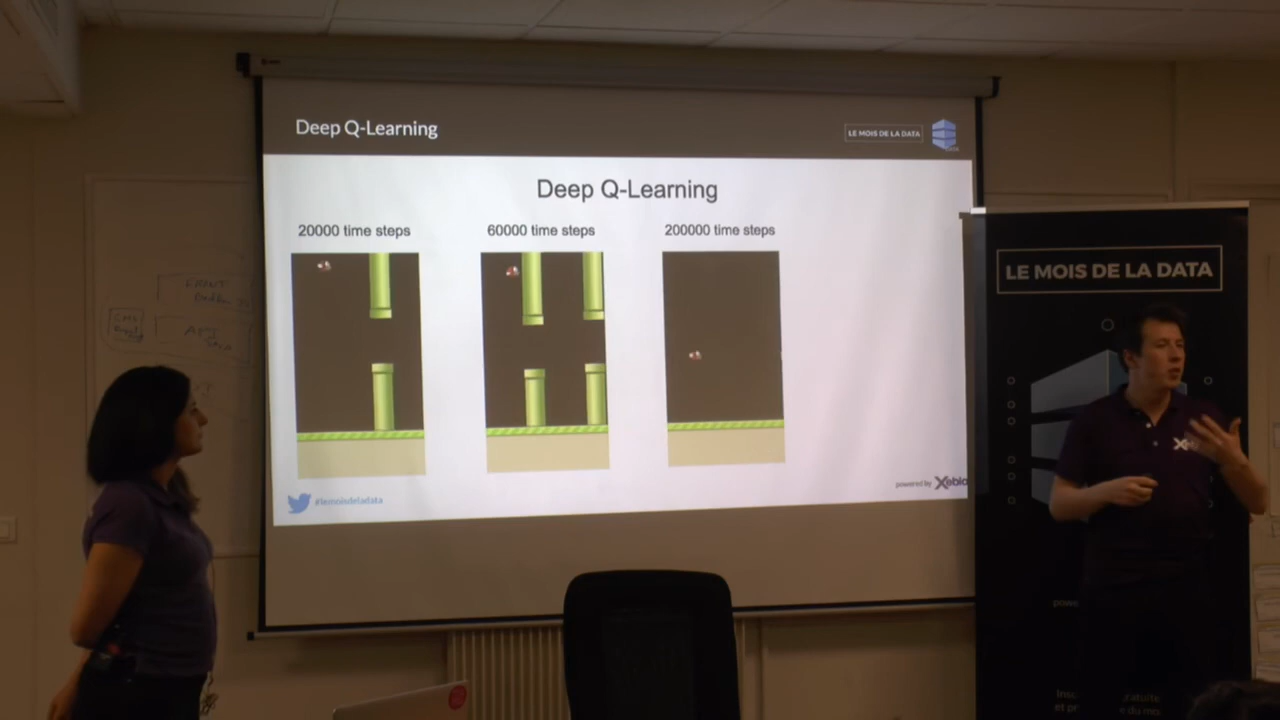 Deep Q-Learning
LE MOIS DE LA DATA
Deep Q-Learning
20000 time steps
60000 time steps
200000 time steps
#lemoisdeladata
powered by Xebia
LE MOIS DE LA DATA